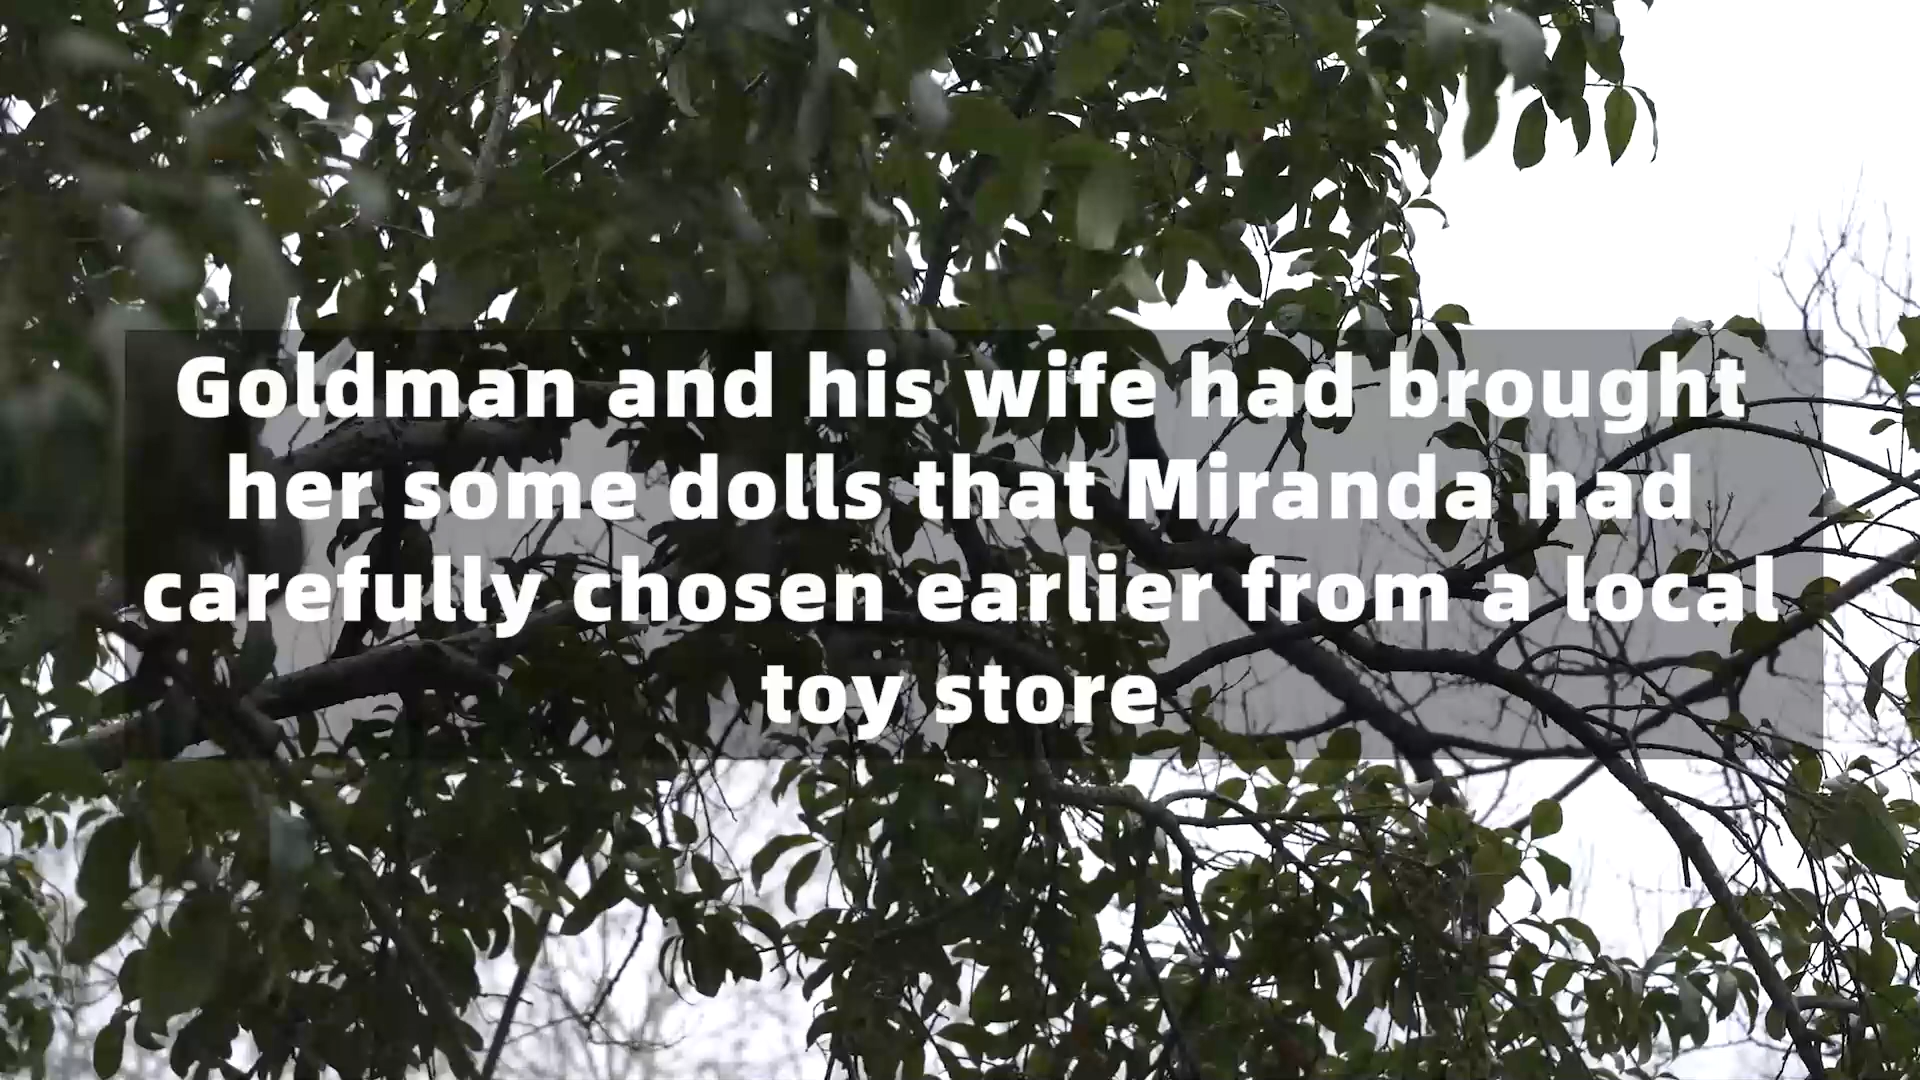 Goldman and his wife had brought
her some dolls that Miranda had
carefully chosen earlier from a local
toy store